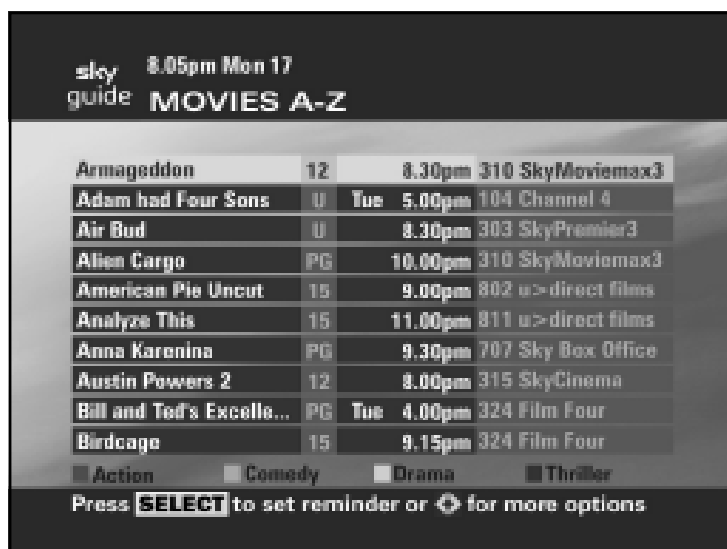 sky 8.05pm Mon 17
guide MOVIES A-Z
Armageddon 12 8.30pm 310 SkyMoviemax3
Adam had Four Sons U Tue 5.00pm 104 Channel 4
Air Bud U 8.30pm 303 SkyPremier3
Alien Cargo PG 10.00pm 310 SkyMoviemax3
American Pie Uncut 15 9.00pm 802 u>direct films
Analyze This 15 11.00pm 811 u>direct films
Anna Karenina PG 9.30pm 707 Sky Box Office
Austin Powers 2 12 8.00pm 315 SkyCinema
Bill and Ted's Excelle... PG Tue 4.00pm 324 Film Four
Birdcage 15 9.15pm 324 Film Four
Action Comedy Drama Thriller
Press SELECT to set reminder or for more options